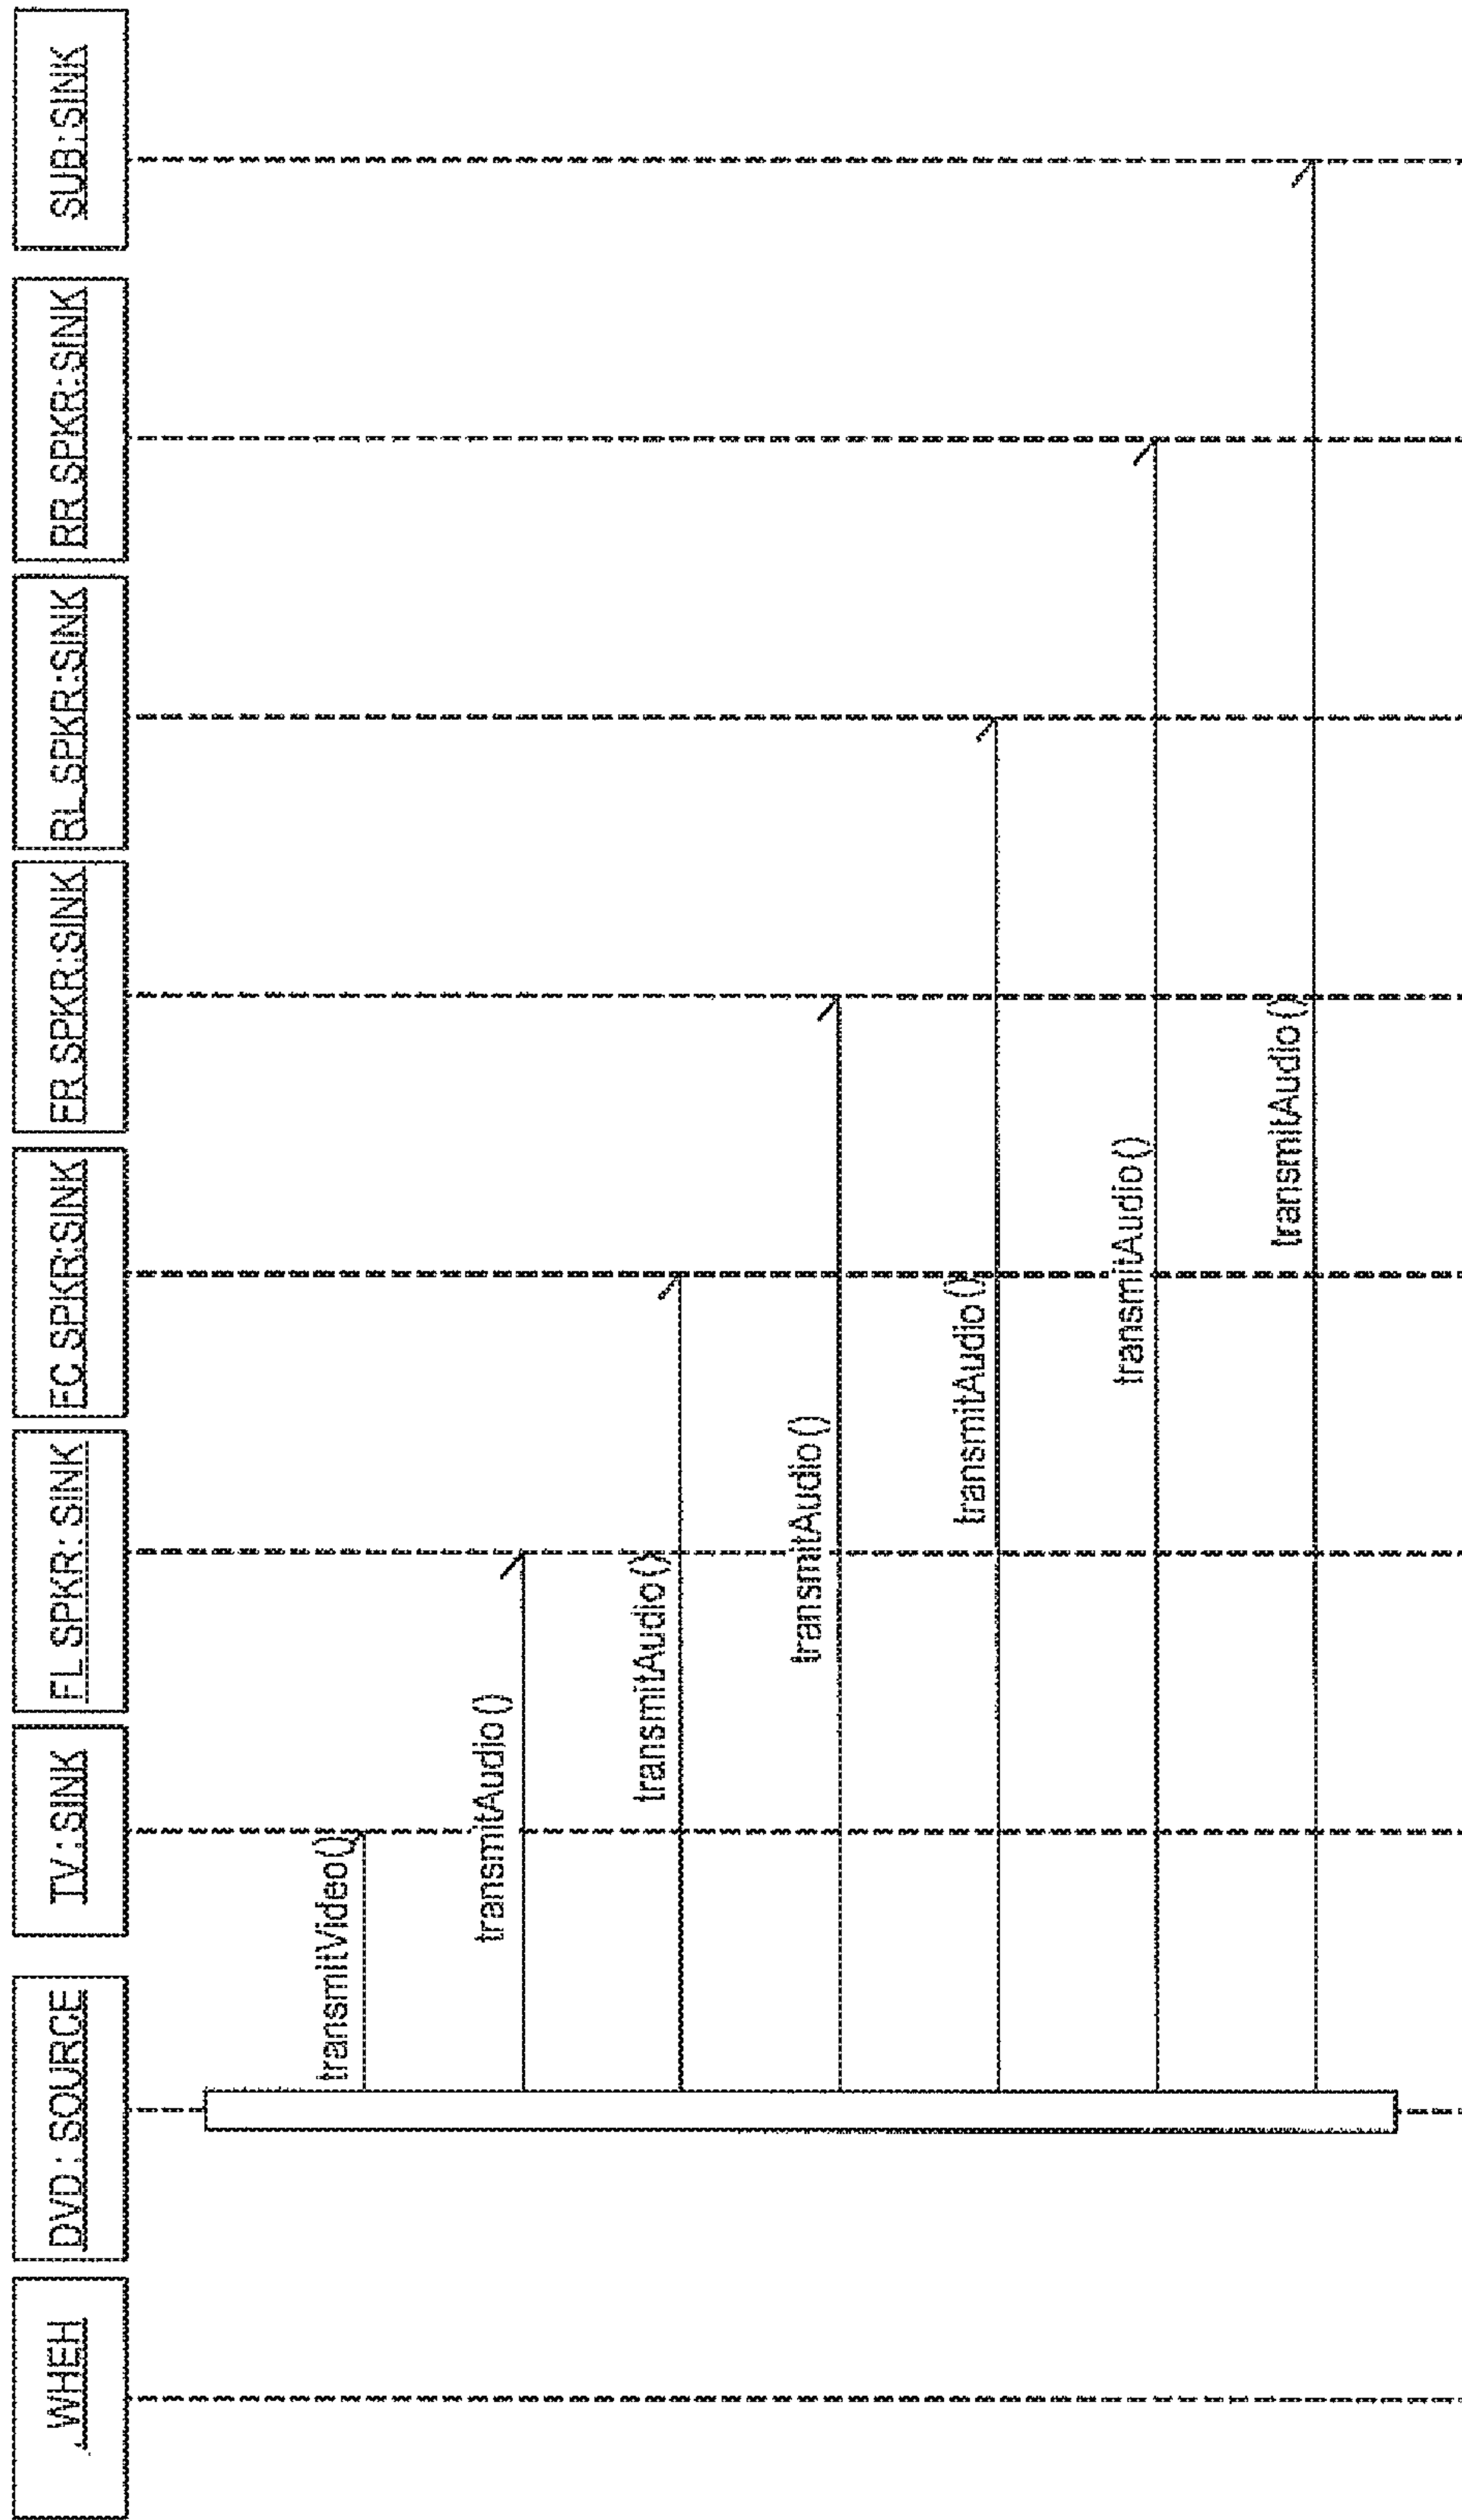 WHEH
DVD:SOURCE
TV:SINK
FL SPKR:SINK
FC SPKR:SINK
FR SPKR:SINK
RL SPKR:SINK
RR SPKR:SINK
SUB:SINK
transmitVideo()
transmitAudio()
transmitAudio()
transmitAudio()
transmitAudio()
transmitAudio()
transmitAudio()